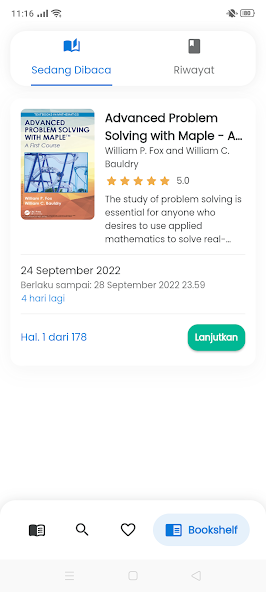 11:16
Sedang Dibaca
Riwayat
TEXTBOOKS IN MATHEMATICS
ADVANCED
PROBLEM SOLVING
WITH MAPLE™
A First Course
William P. Fox
William C. Bauldry
Advanced Problem
Solving with Maple - A...
William P. Fox and William C.
Bauldry
5.0
The study of problem solving is
essential for anyone who
desires to use applied
mathematics to solve real-...
24 September 2022
Berlaku sampai: 28 September 2022 23.59
4 hari lagi
Hal. 1 dari 178
Lanjutkan
Bookshelf